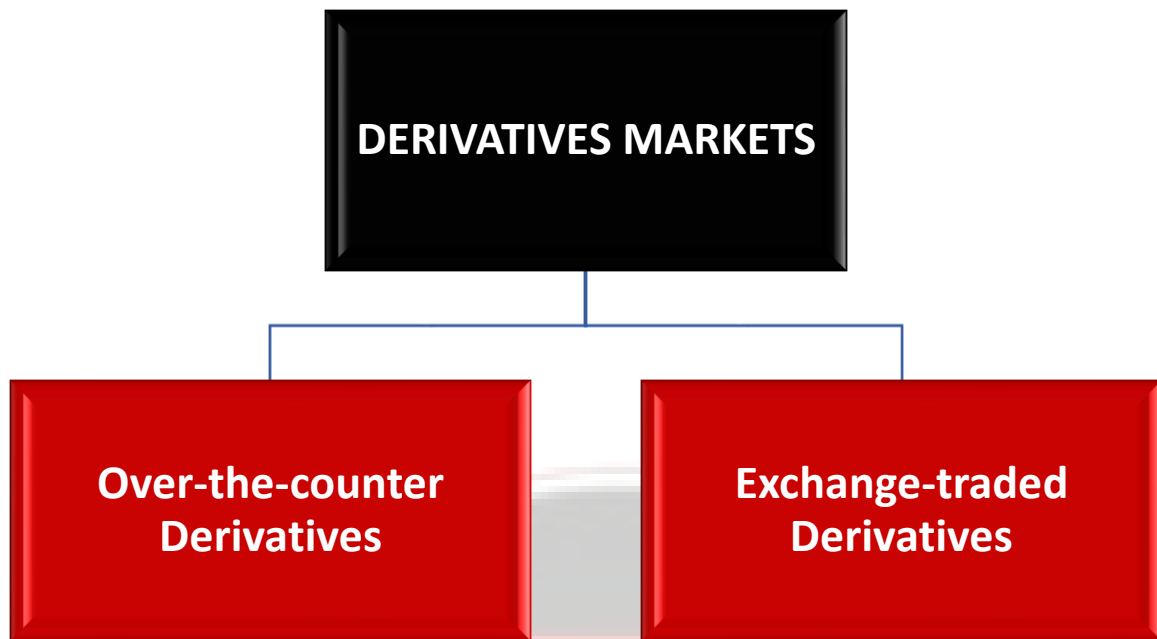 DERIVATIVES MARKETS
Over-the-counter
Derivatives
Exchange-traded
Derivatives